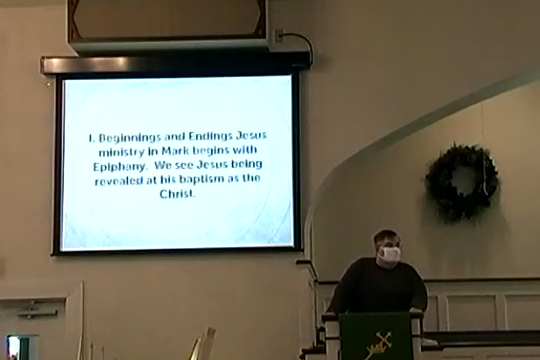 I. Beginnings and Endings Jesus
ministry in Mark begins with
Epiphany. We see Jesus being
revealed at his baptism as the
Christ.